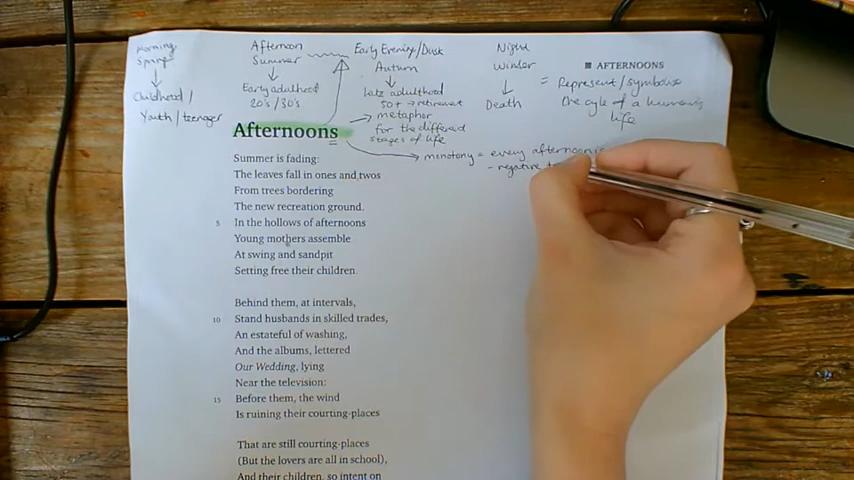 Morning
Spring
Childhood /
Youth / teenager
Afternoon
Summer
Early adulthood
20's / 30's
Early Evening / Dusk
Autumn
Late adulthood
50+ → retirement
metaphor
for the different
stages of life
Night
Winter
Death
■ AFTERNOONS
= Represent / symbolise
the cycle of a human's
life
Afternoons
monotony = every afternoon is
- negative
Summer is fading:
The leaves fall in ones and twos
From trees bordering
The new recreation ground.
5 In the hollows of afternoons
Young mothers assemble
At swing and sandpit
Setting free their children.
Behind them, at intervals,
10 Stand husbands in skilled trades,
An estateful of washing,
And the albums, lettered
Our Wedding, lying
Near the television:
15 Before them, the wind
Is ruining their courting-places
That are still courting-places
(But the lovers are all in school),
And their children, so intent on